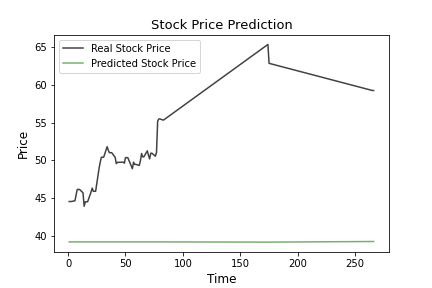 Stock Price Prediction
Real Stock Price
Predicted Stock Price
Price
65
60
55
50
45
40
0 50 100 150 200 250
Time